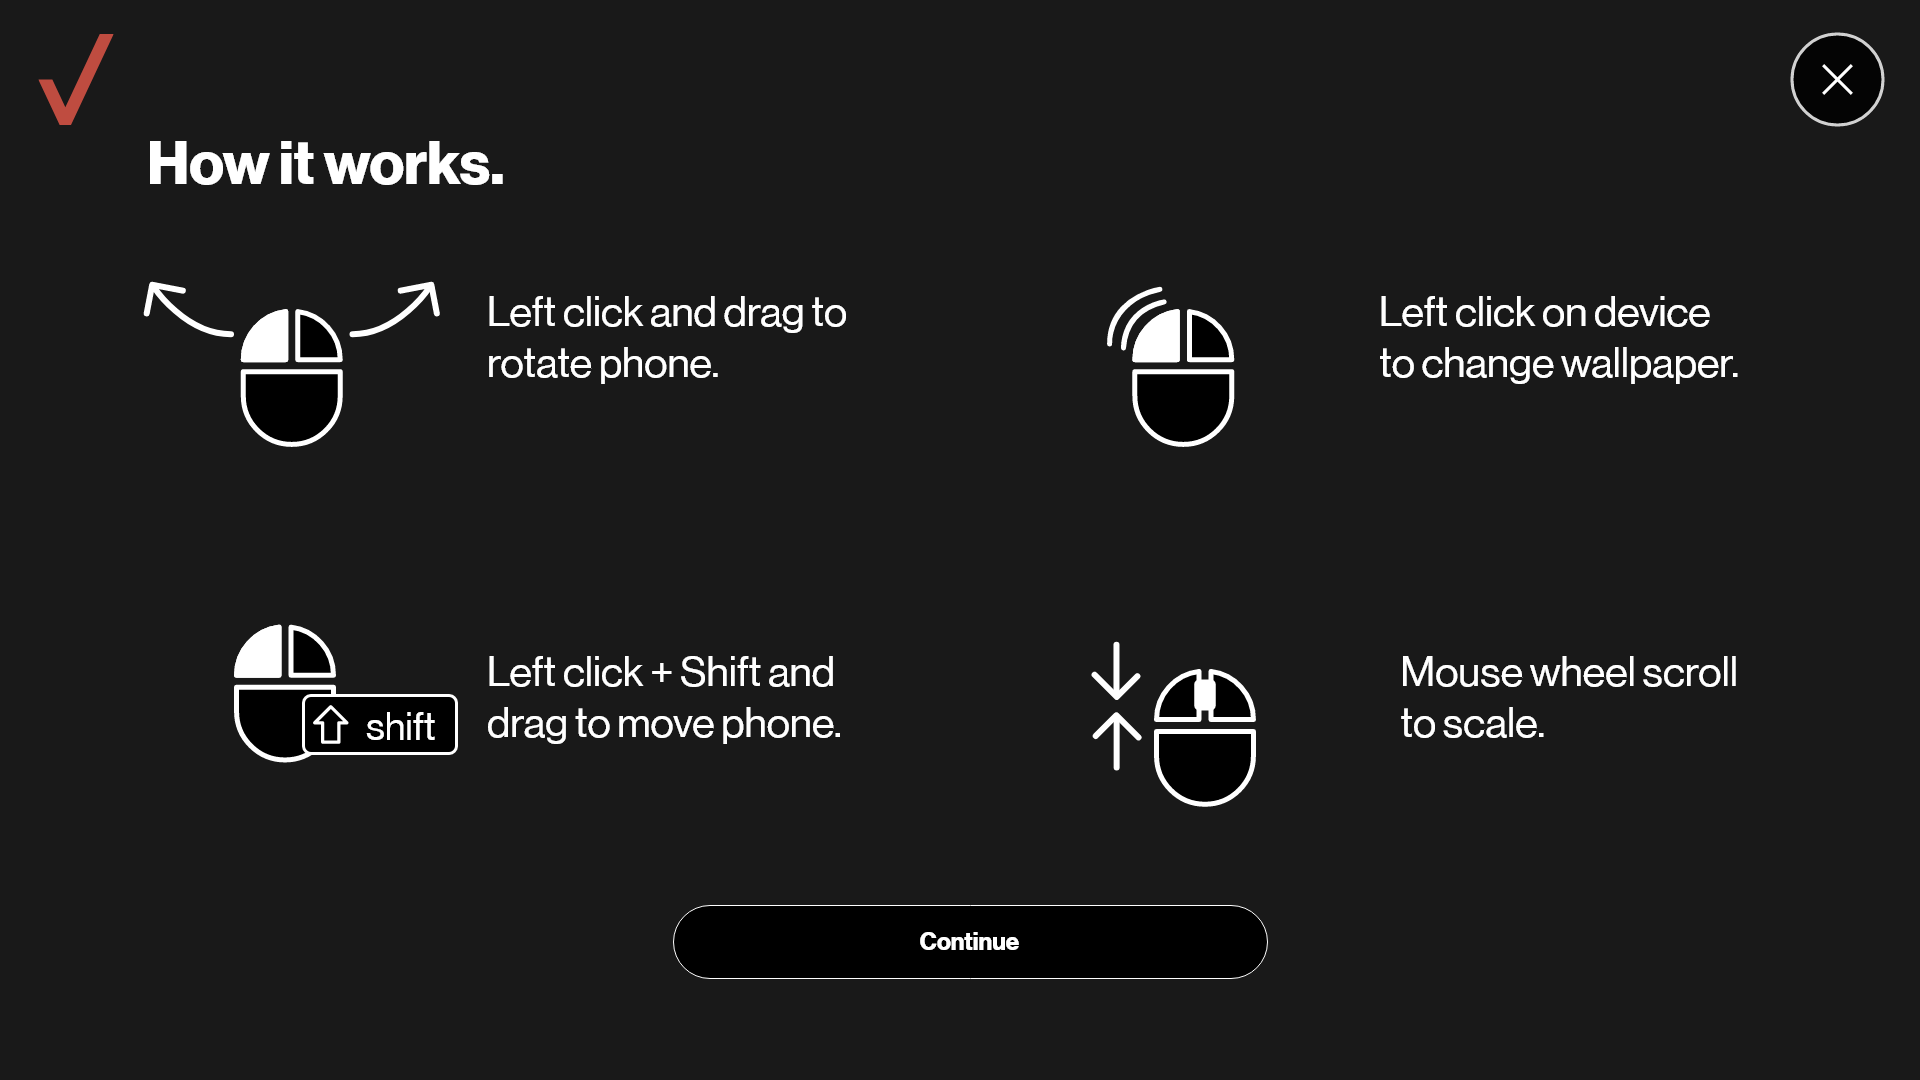 How it works.
Left click and drag to
rotate phone.
Left click on device
to change wallpaper.
shift
Left click + Shift and
drag to move phone.
Mouse wheel scroll
to scale.
Continue